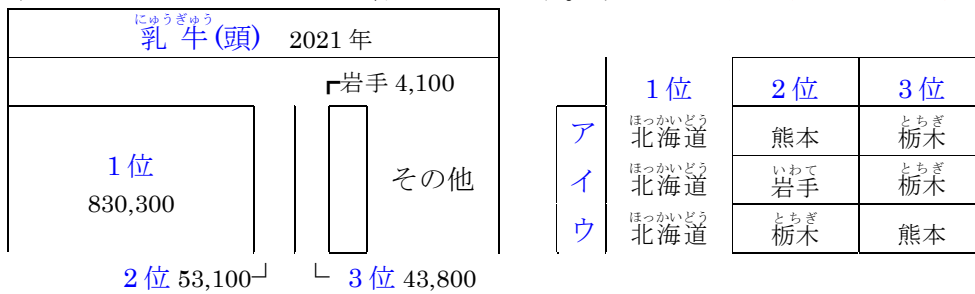 にゅうぎゅう
乳牛(頭) 2021年
岩手 4,100
1位
830,300
その他
2位 53,100
3位 43,800
1位 2位 3位
ほっかいどう とちぎ
ア 北海道 熊本 栃木
ほっかいどう いわて とちぎ
イ 北海道 岩手 栃木
ほっかいどう とちぎ
ウ 北海道 栃木 熊本